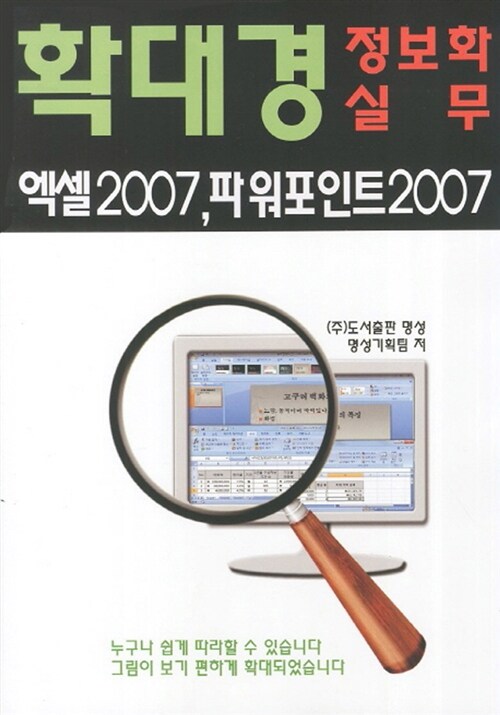 확대경
정보화
실 무
엑셀 2007, 파워포인트 2007
(주)도서출판 명성
명성기획팀 저
누구나 쉽게 따라할 수 있습니다
그림이 보기 편하게 확대되었습니다